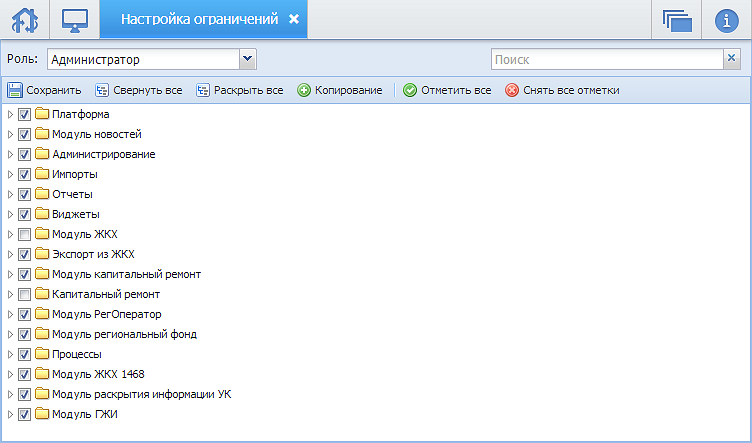 Настройка ограничений
Роль: Администратор Поиск
Сохранить Свернуть все Раскрыть все Копирование Отметить все Снять все отметки
Платформа
Модуль новостей
Администрирование
Импорты
Отчеты
Виджеты
Модуль ЖКХ
Экспорт из ЖКХ
Модуль капитальный ремонт
Капитальный ремонт
Модуль РегОператор
Модуль региональный фонд
Процессы
Модуль ЖКХ 1468
Модуль раскрытия информации УК
Модуль ГЖИ